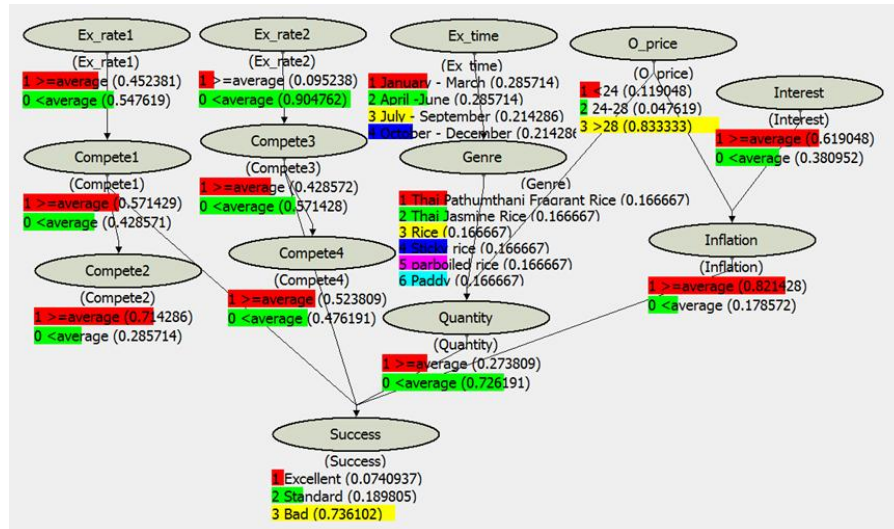 Ex_rate1
(Ex_rate1)
1 >=average (0.452381)
0 <average (0.547619)
Ex_rate2
(Ex_rate2)
1 >=average (0.095238)
0 <average (0.904762)
Ex_time
(Ex_time)
1 January - March (0.285714)
2 April -June (0.285714)
3 July - September (0.214286)
4 October - December (0.214286
O_price
(O_price)
1 <24 (0.119048)
2 24-28 (0.047619)
3 >28 (0.833333)
Interest
(Interest)
1 >=average (0.619048)
0 <average (0.380952)
Compete1
(Compete1)
1 >=average (0.571429)
0 <average (0.428571)
Compete3
(Compete3)
1 >=average (0.428572)
0 <average (0.571428)
Genre
(Genre)
1 Thai Pathumthani Fragrant Rice (0.166667)
2 Thai Jasmine Rice (0.166667)
3 Rice (0.166667)
4 Sticky rice (0.166667)
5 parboiled rice (0.166667)
6 Paddy (0.166667)
Inflation
(Inflation)
1 >=average (0.821428)
0 <average (0.178572)
Compete2
(Compete2)
1 >=average (0.714286)
0 <average (0.285714)
Compete4
(Compete4)
1 >=average (0.523809)
0 <average (0.476191)
Quantity
(Quantity)
1 >=average (0.273809)
0 <average (0.726191)
Success
(Success)
1 Excellent (0.0740937)
2 Standard (0.189805)
3 Bad (0.736102)